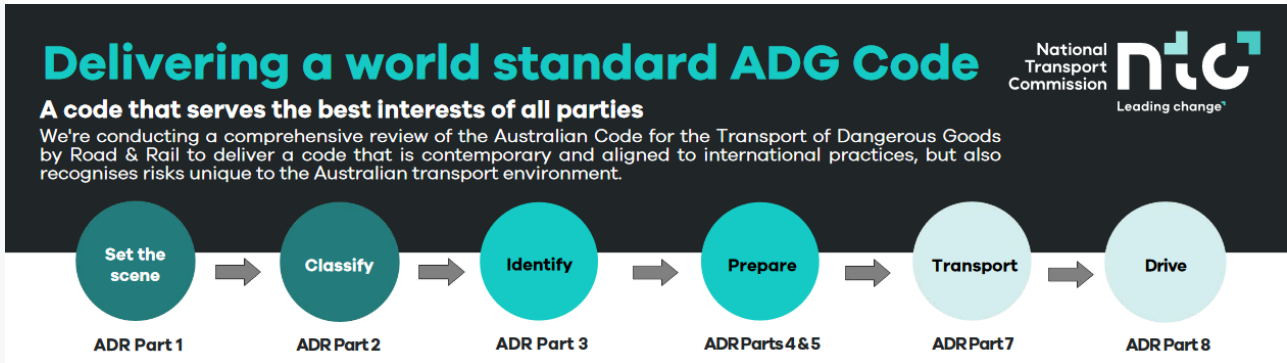 Delivering a world standard ADG Code
National
Transport
Commission
ntc
Leading change
A code that serves the best interests of all parties
We're conducting a comprehensive review of the Australian Code for the Transport of Dangerous Goods
by Road & Rail to deliver a code that is contemporary and aligned to international practices, but also
recognises risks unique to the Australian transport environment.
Set the
scene
Classify
Identify
Prepare
Transport
Drive
ADR Part 1
ADR Part 2
ADR Part 3
ADR Parts 4 & 5
ADR Part 7
ADR Part 8